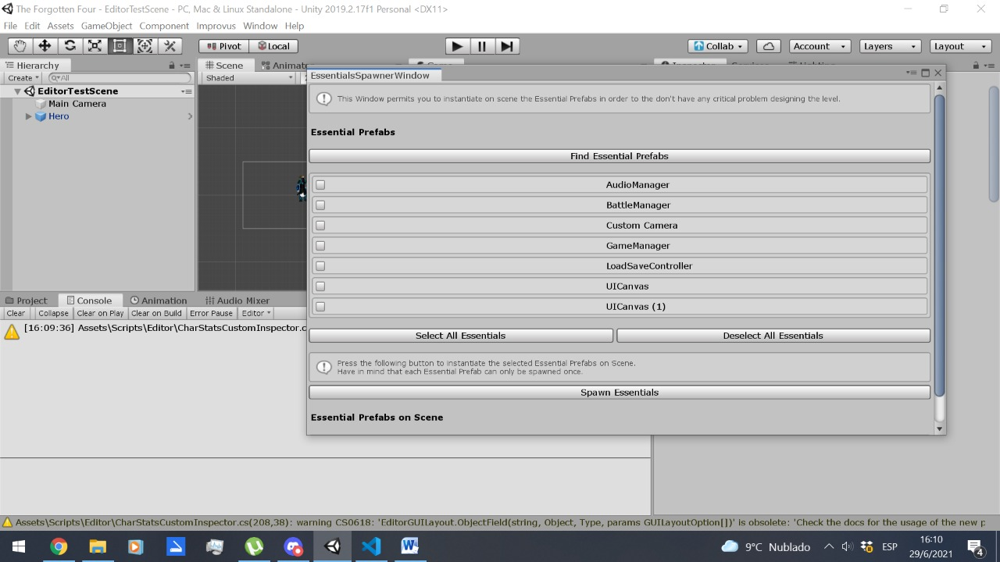 The Forgotten Four - EditorTestScene - PC, Mac & Linux Standalone - Unity 2019.2.17f1 Personal <DX11>
File Edit Assets GameObject Component Improvus Window Help
Pivot Local Collab Account Layers Layout
Hierarchy
Scene
Create
All
Shaded
EditorTestScene
Main Camera
Hero
EssentialsSpawnerWindow
This Window permits you to instantiate on scene the Essential Prefabs in order to the don't have any critical problem designing the level.
Essential Prefabs
Find Essential Prefabs
AudioManager
BattleManager
Custom Camera
GameManager
LoadSaveController
UICanvas
UICanvas (1)
Select All Essentials Deselect All Essentials
Press the following button to instantiate the selected Essential Prefabs on Scene.
Have in mind that each Essential Prefab can only be spawned once.
Spawn Essentials
Essential Prefabs on Scene
Project Console Animation Audio Mixer
Clear Collapse Clear on Play Clear on Build Error Pause Editor
[16:09:36] Assets\Scripts\Editor\CharStatsCustomInspector.c
Assets\Scripts\Editor\CharStatsCustomInspector.cs(208,38): warning CS0618: 'EditorGUILayout.ObjectField(string, Object, Type, params GUILayoutOption[])' is obsolete: 'Check the docs for the usage of the new p
9°C Nublado ESP 16:10
29/6/2021
4